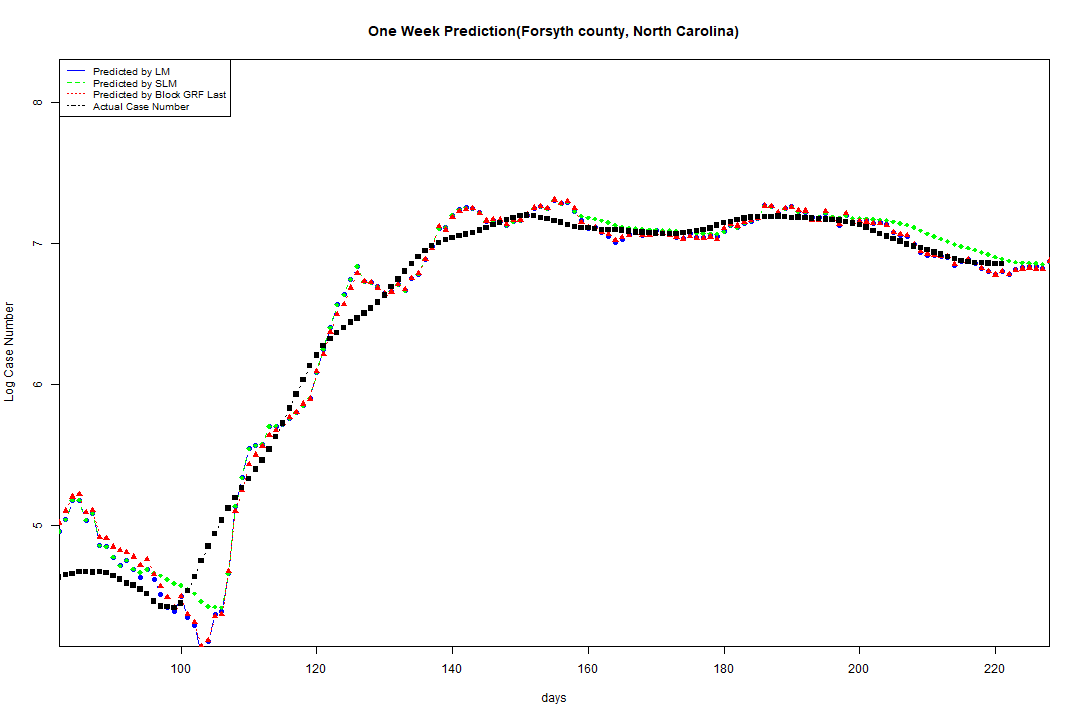 One Week Prediction(Forsyth county, North Carolina)
Predicted by LM
Predicted by SLM
Predicted by Block GRF Last
Actual Case Number
8
7
6
5
Log Case Number
100 120 140 160 180 200 220
days